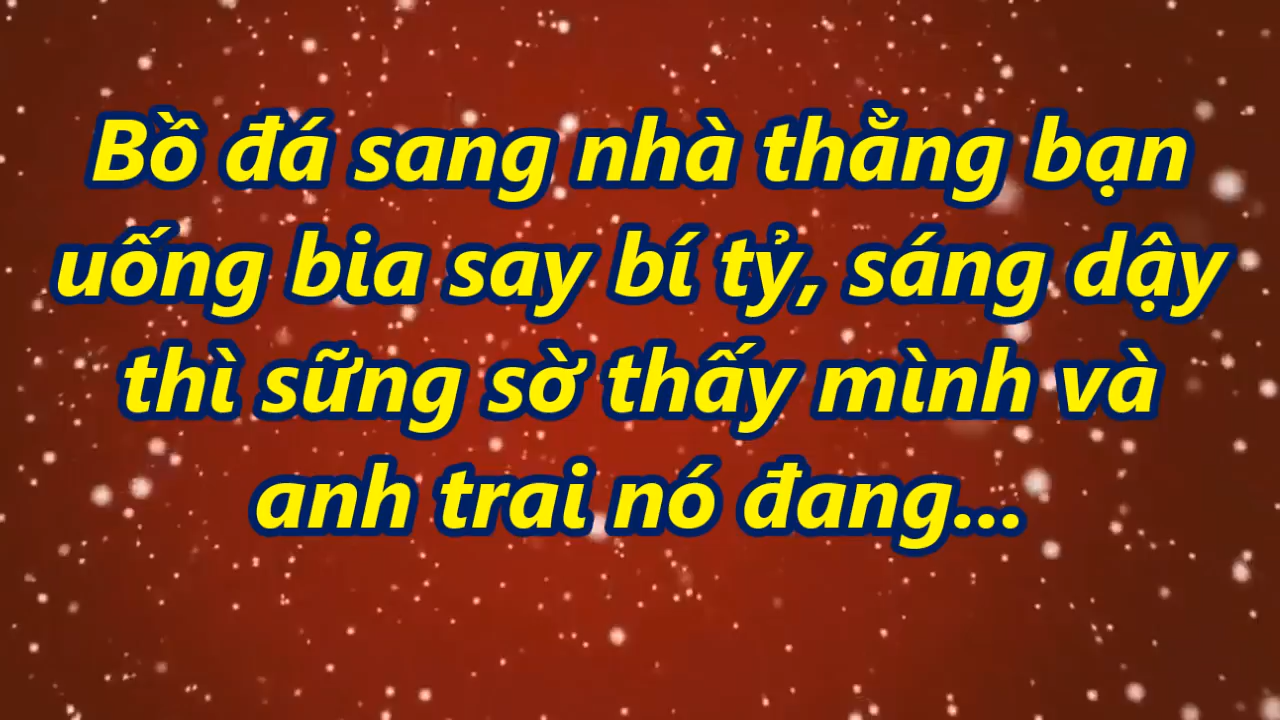 Bồ đá sang nhà thằng bạn
uống bia say bí tỷ, sáng dậy
thì sững sờ thấy mình và
anh trai nó đang...